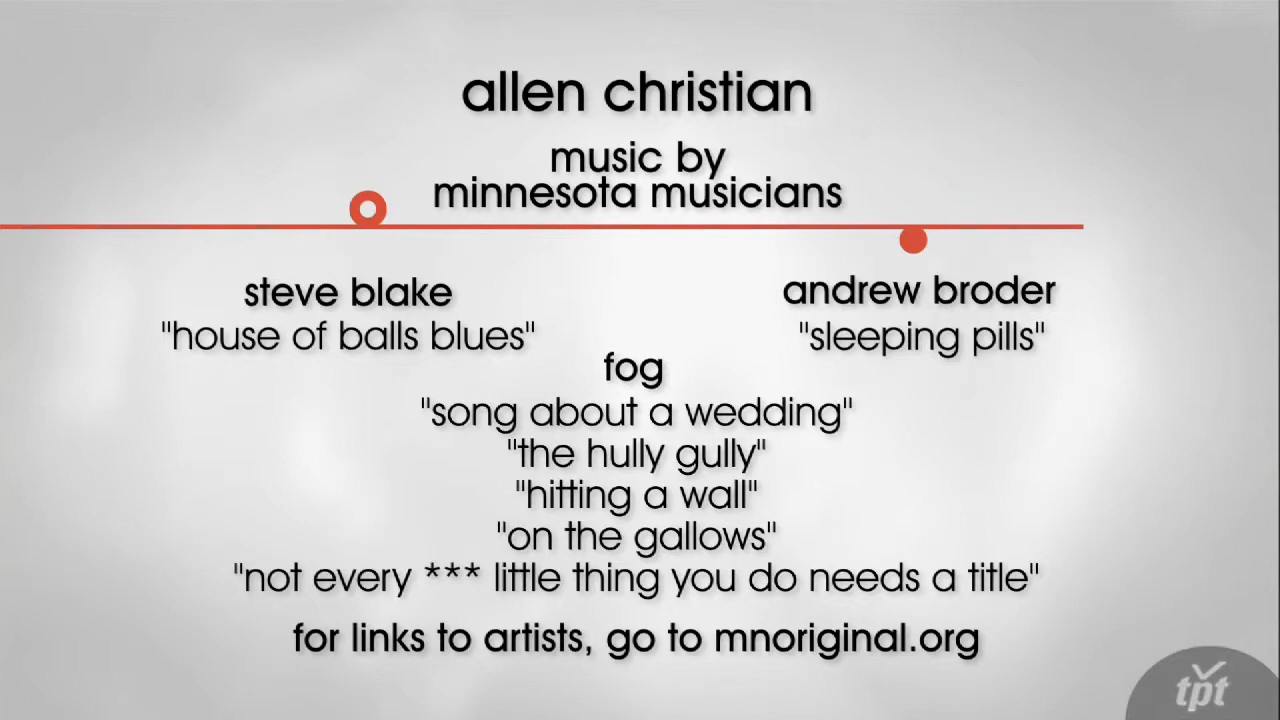 allen christian
music by
minnesota musicians
steve blake
"house of balls blues"
andrew broder
"sleeping pills"
fog
"song about a wedding"
"the hully gully"
"hitting a wall"
"on the gallows"
"not every *** little thing you do needs a title"
for links to artists, go to mnoriginal.org
tpt